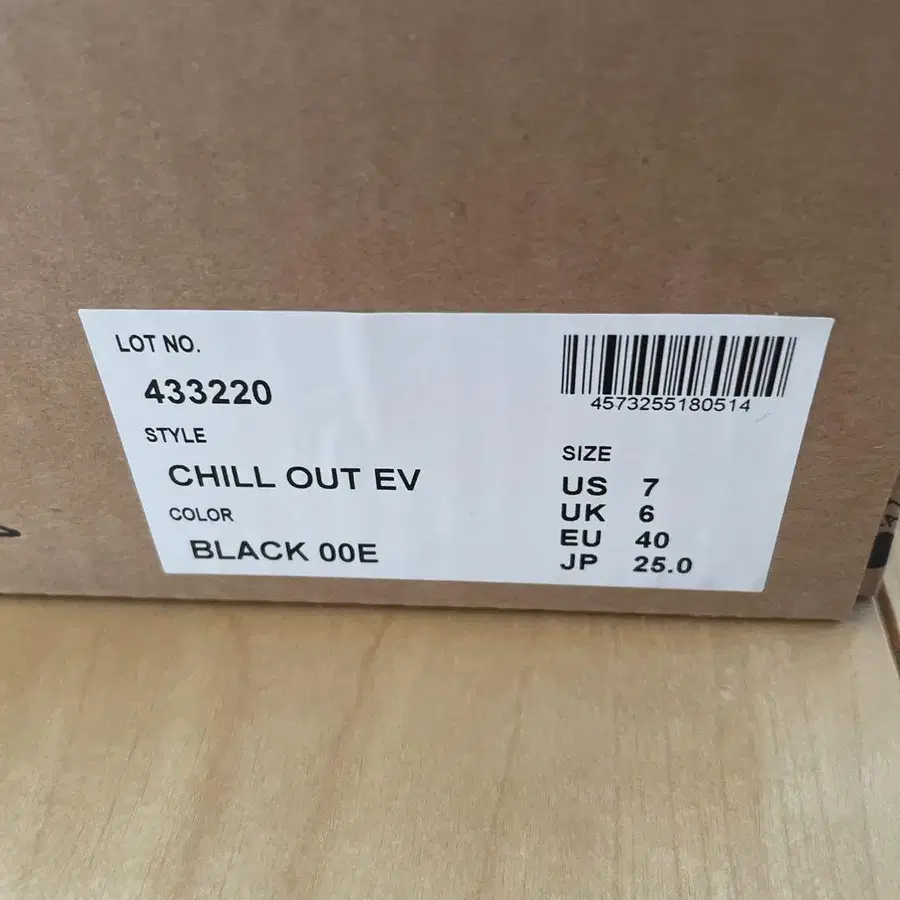 LOT NO.
433220
STYLE
CHILL OUT EV
COLOR
BLACK 00E
4573255180514
SIZE
US 7
UK 6
EU 40
JP 25.0